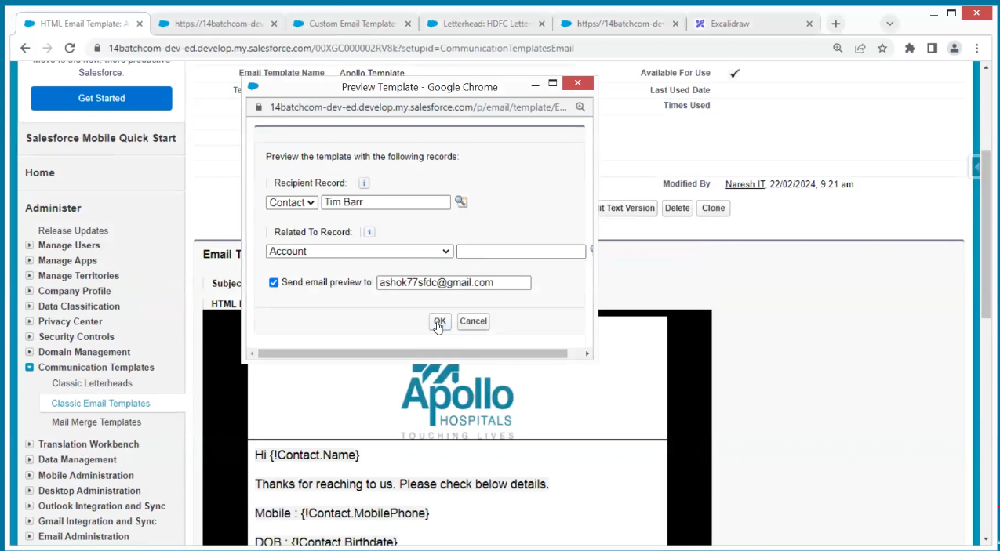 HTML Email Template: A
https://14batchcom-dev
Custom Email Template
Letterhead: HDFC Letter
https://14batchcom-dev
Excalidraw
14batchcom-dev-ed.develop.my.salesforce.com/00XGC000002RV8k?setupid=CommunicationTemplatesEmail
Salesforce.
Get Started
Salesforce Mobile Quick Start
Home
Administer
Release Updates
Manage Users
Manage Apps
Manage Territories
Company Profile
Data Classification
Privacy Center
Security Controls
Domain Management
Communication Templates
Classic Letterheads
Classic Email Templates
Mail Merge Templates
Translation Workbench
Data Management
Mobile Administration
Desktop Administration
Outlook Integration and Sync
Gmail Integration and Sync
Email Administration
Email Template Name Apollo Template
Available For Use
Last Used Date
Times Used
Modified By Naresh IT, 22/02/2024, 9:21 am
it Text Version Delete Clone
Preview Template - Google Chrome
14batchcom-dev-ed.develop.my.salesforce.com/p/email/template/E...
Preview the template with the following records:
Recipient Record: i
Contact Tim Barr
Related To Record: i
Account
Send email preview to: ashok77sfdc@gmail.com
OK Cancel
Email T
Subjec
HTML
Apollo
HOSPITALS
TOUCHING LIVES
Hi {!Contact.Name}
Thanks for reaching to us. Please check below details.
Mobile : {!Contact.MobilePhone}
DOB : {!Contact.Birthdate}